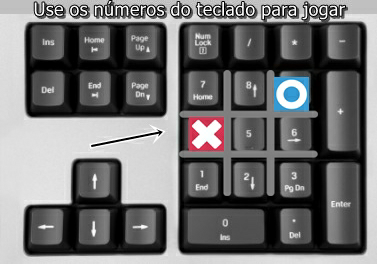 Use os números do teclado para jogar
Ins Home Page Up Num Lock / * -
Del End Page Dn 7 Home 8 +
5 6
1 End 2 3 Pg Dn Enter
0 Ins . Del